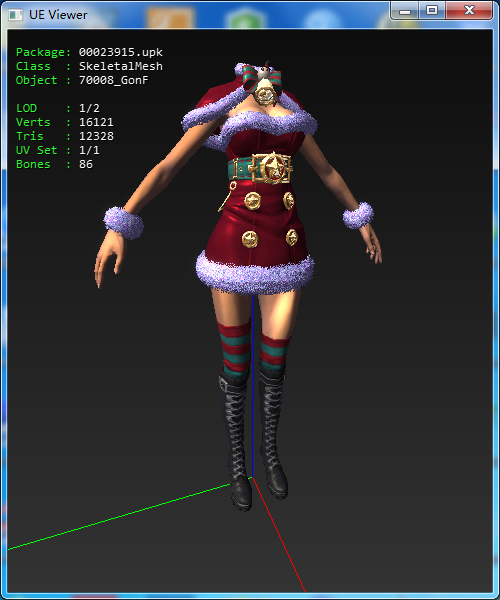 UE Viewer
Package: 00023915.upk
Class : SkeletalMesh
Object : 70008_GonF
LOD : 1/2
Verts : 16121
Tris : 12328
UV Set : 1/1
Bones : 86